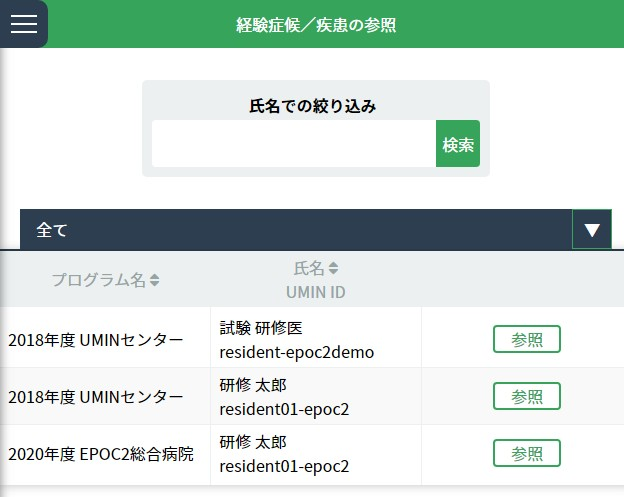 経験症候／疾患の参照
氏名での絞り込み
検索
全て ▼
プログラム名 氏名
UMIN ID
2018年度 UMINセンター 試験 研修医 参照
resident-epoc2demo
2018年度 UMINセンター 研修 太郎 参照
resident01-epoc2
2020年度 EPOC2総合病院 研修 太郎 参照
resident01-epoc2